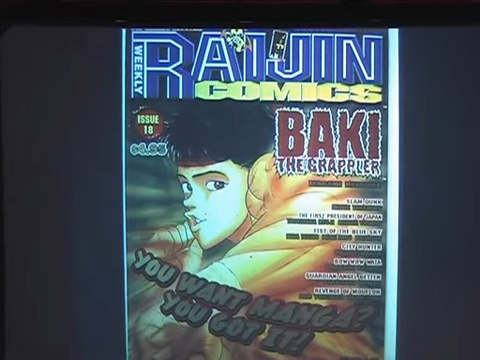 WEEKLY
RAIJIN
COMICS
ISSUE
18
BAKI
THE GRAPPLER
SLAM DUNK
THE FIRST PRESIDENT OF JAPAN
FIST OF THE BLUE SKY
CITY HUNTER
BOW WOW WATA
GUARDIAN ANGEL GETTEN
REVENGE OF MOUFLON
YOU WANT MANGA?
YOU GOT IT!